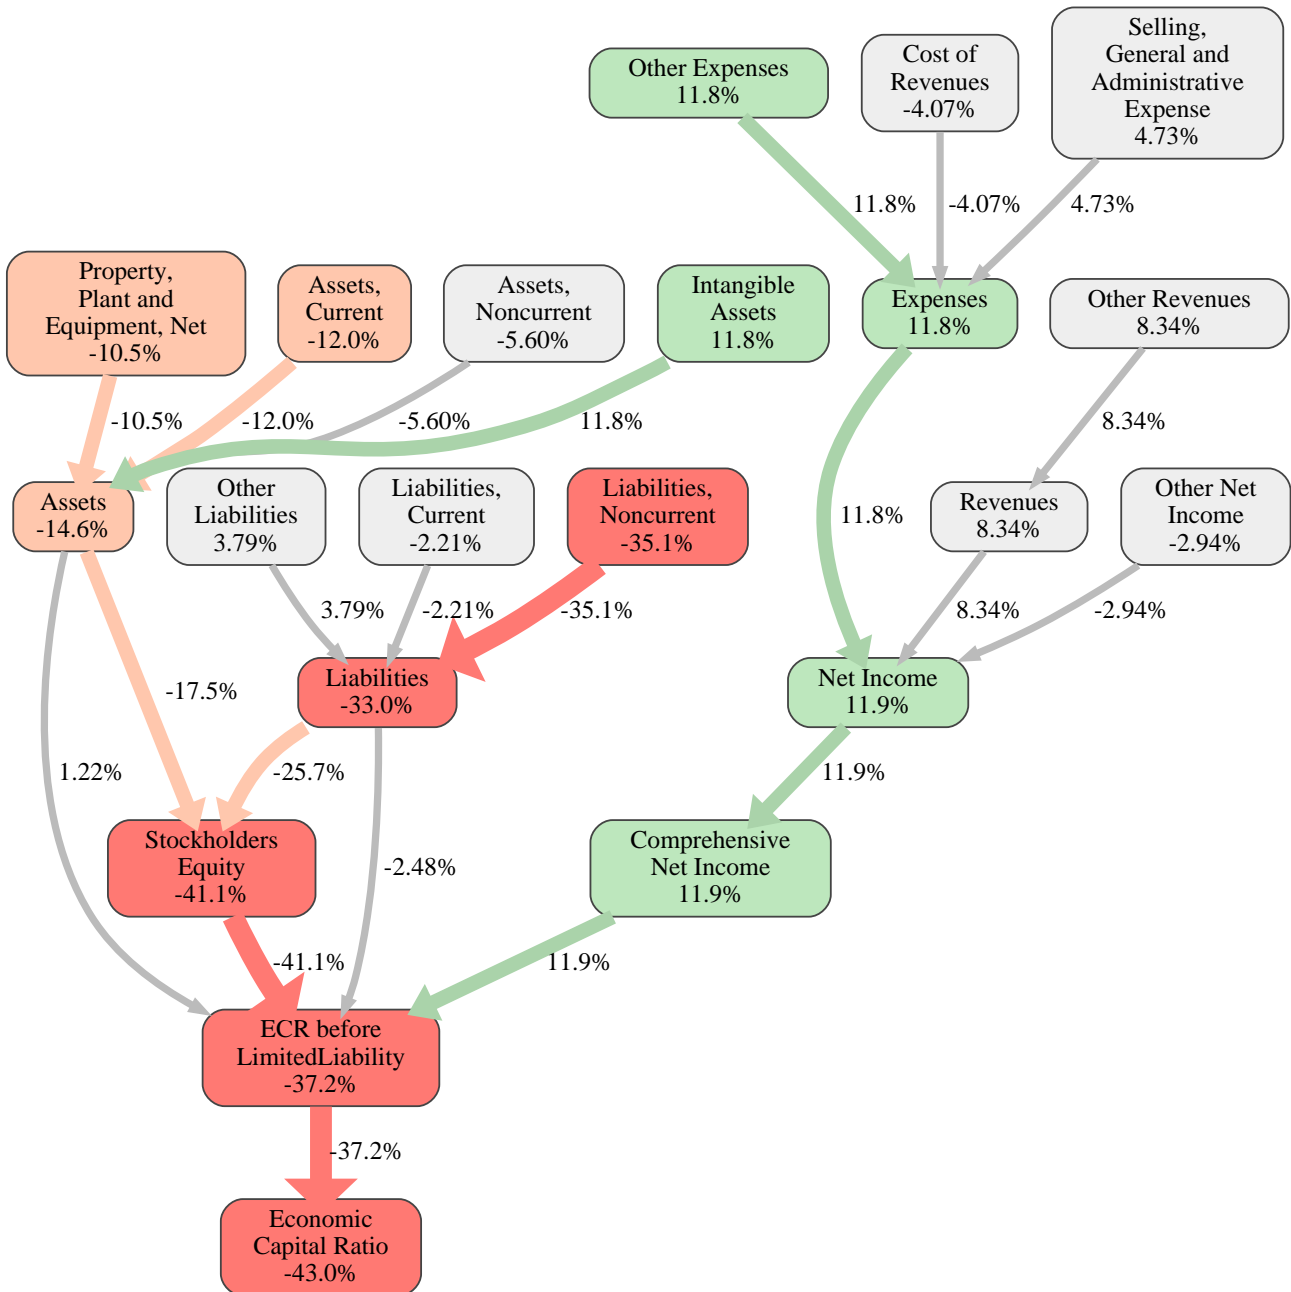 Selling,
General and
Administrative
Expense
4.73%
Cost of
Revenues
-4.07%
Other Expenses
11.8%
11.8%
-4.07%
4.73%
Property,
Plant and
Equipment, Net
-10.5%
Assets,
Current
-12.0%
Assets,
Noncurrent
-5.60%
Intangible
Assets
11.8%
Expenses
11.8%
Other Revenues
8.34%
-10.5%
-12.0%
-5.60%
11.8%
8.34%
Assets
-14.6%
Other
Liabilities
3.79%
Liabilities,
Current
-2.21%
Liabilities,
Noncurrent
-35.1%
11.8%
Revenues
8.34%
Other Net
Income
-2.94%
3.79%
-2.21%
-35.1%
8.34%
-2.94%
-17.5%
Liabilities
-33.0%
Net Income
11.9%
1.22%
-25.7%
11.9%
Stockholders
Equity
-41.1%
-2.48%
Comprehensive
Net Income
11.9%
-41.1%
11.9%
ECR before
LimitedLiability
-37.2%
-37.2%
Economic
Capital Ratio
-43.0%